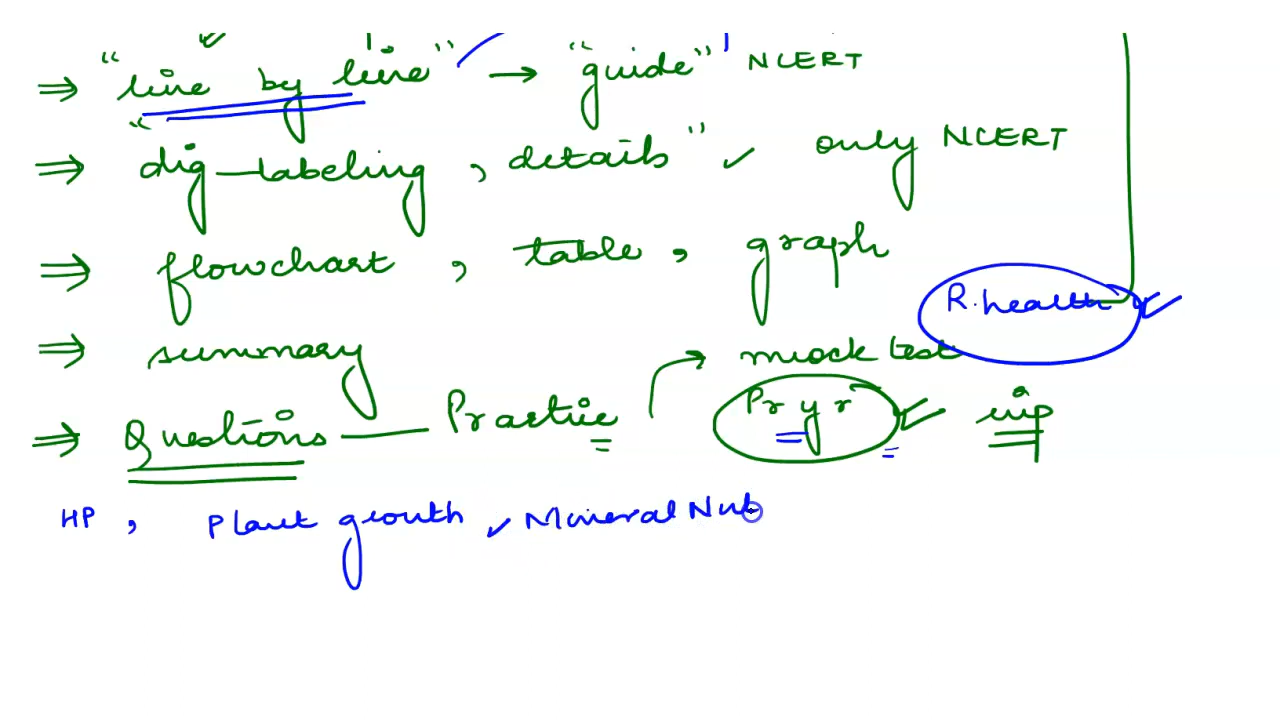 ⇒ "line by line" → "guide" NCERT
⇒ "dig-labeling, details" ✓ only NCERT
⇒ flowchart, table, graph
R. health ✓
⇒ summary
mock test
⇒ Questions — Practice
Pr y r ✓ imp
HP, Plant growth, Mineral Nut